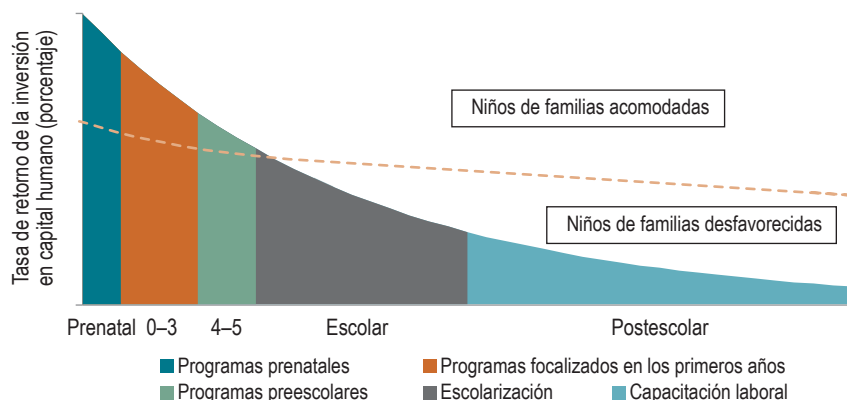 Tasa de retorno de la inversión
en capital humano (porcentaje)
Niños de familias acomodadas
Niños de familias desfavorecidas
Prenatal 0–3 4–5 Escolar Postescolar
Programas prenatales Programas focalizados en los primeros años
Programas preescolares Escolarización Capacitación laboral